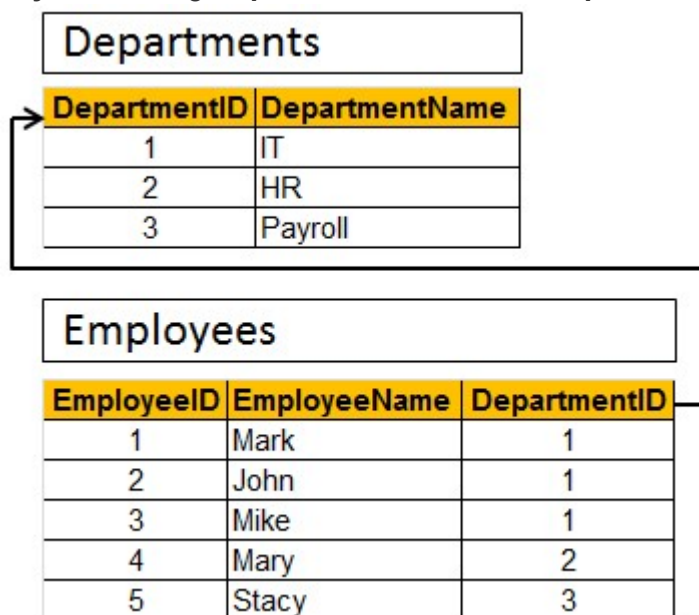 Departments
DepartmentID DepartmentName
1 IT
2 HR
3 Payroll
Employees
EmployeeID EmployeeName DepartmentID
1 Mark 1
2 John 1
3 Mike 1
4 Mary 2
5 Stacy 3